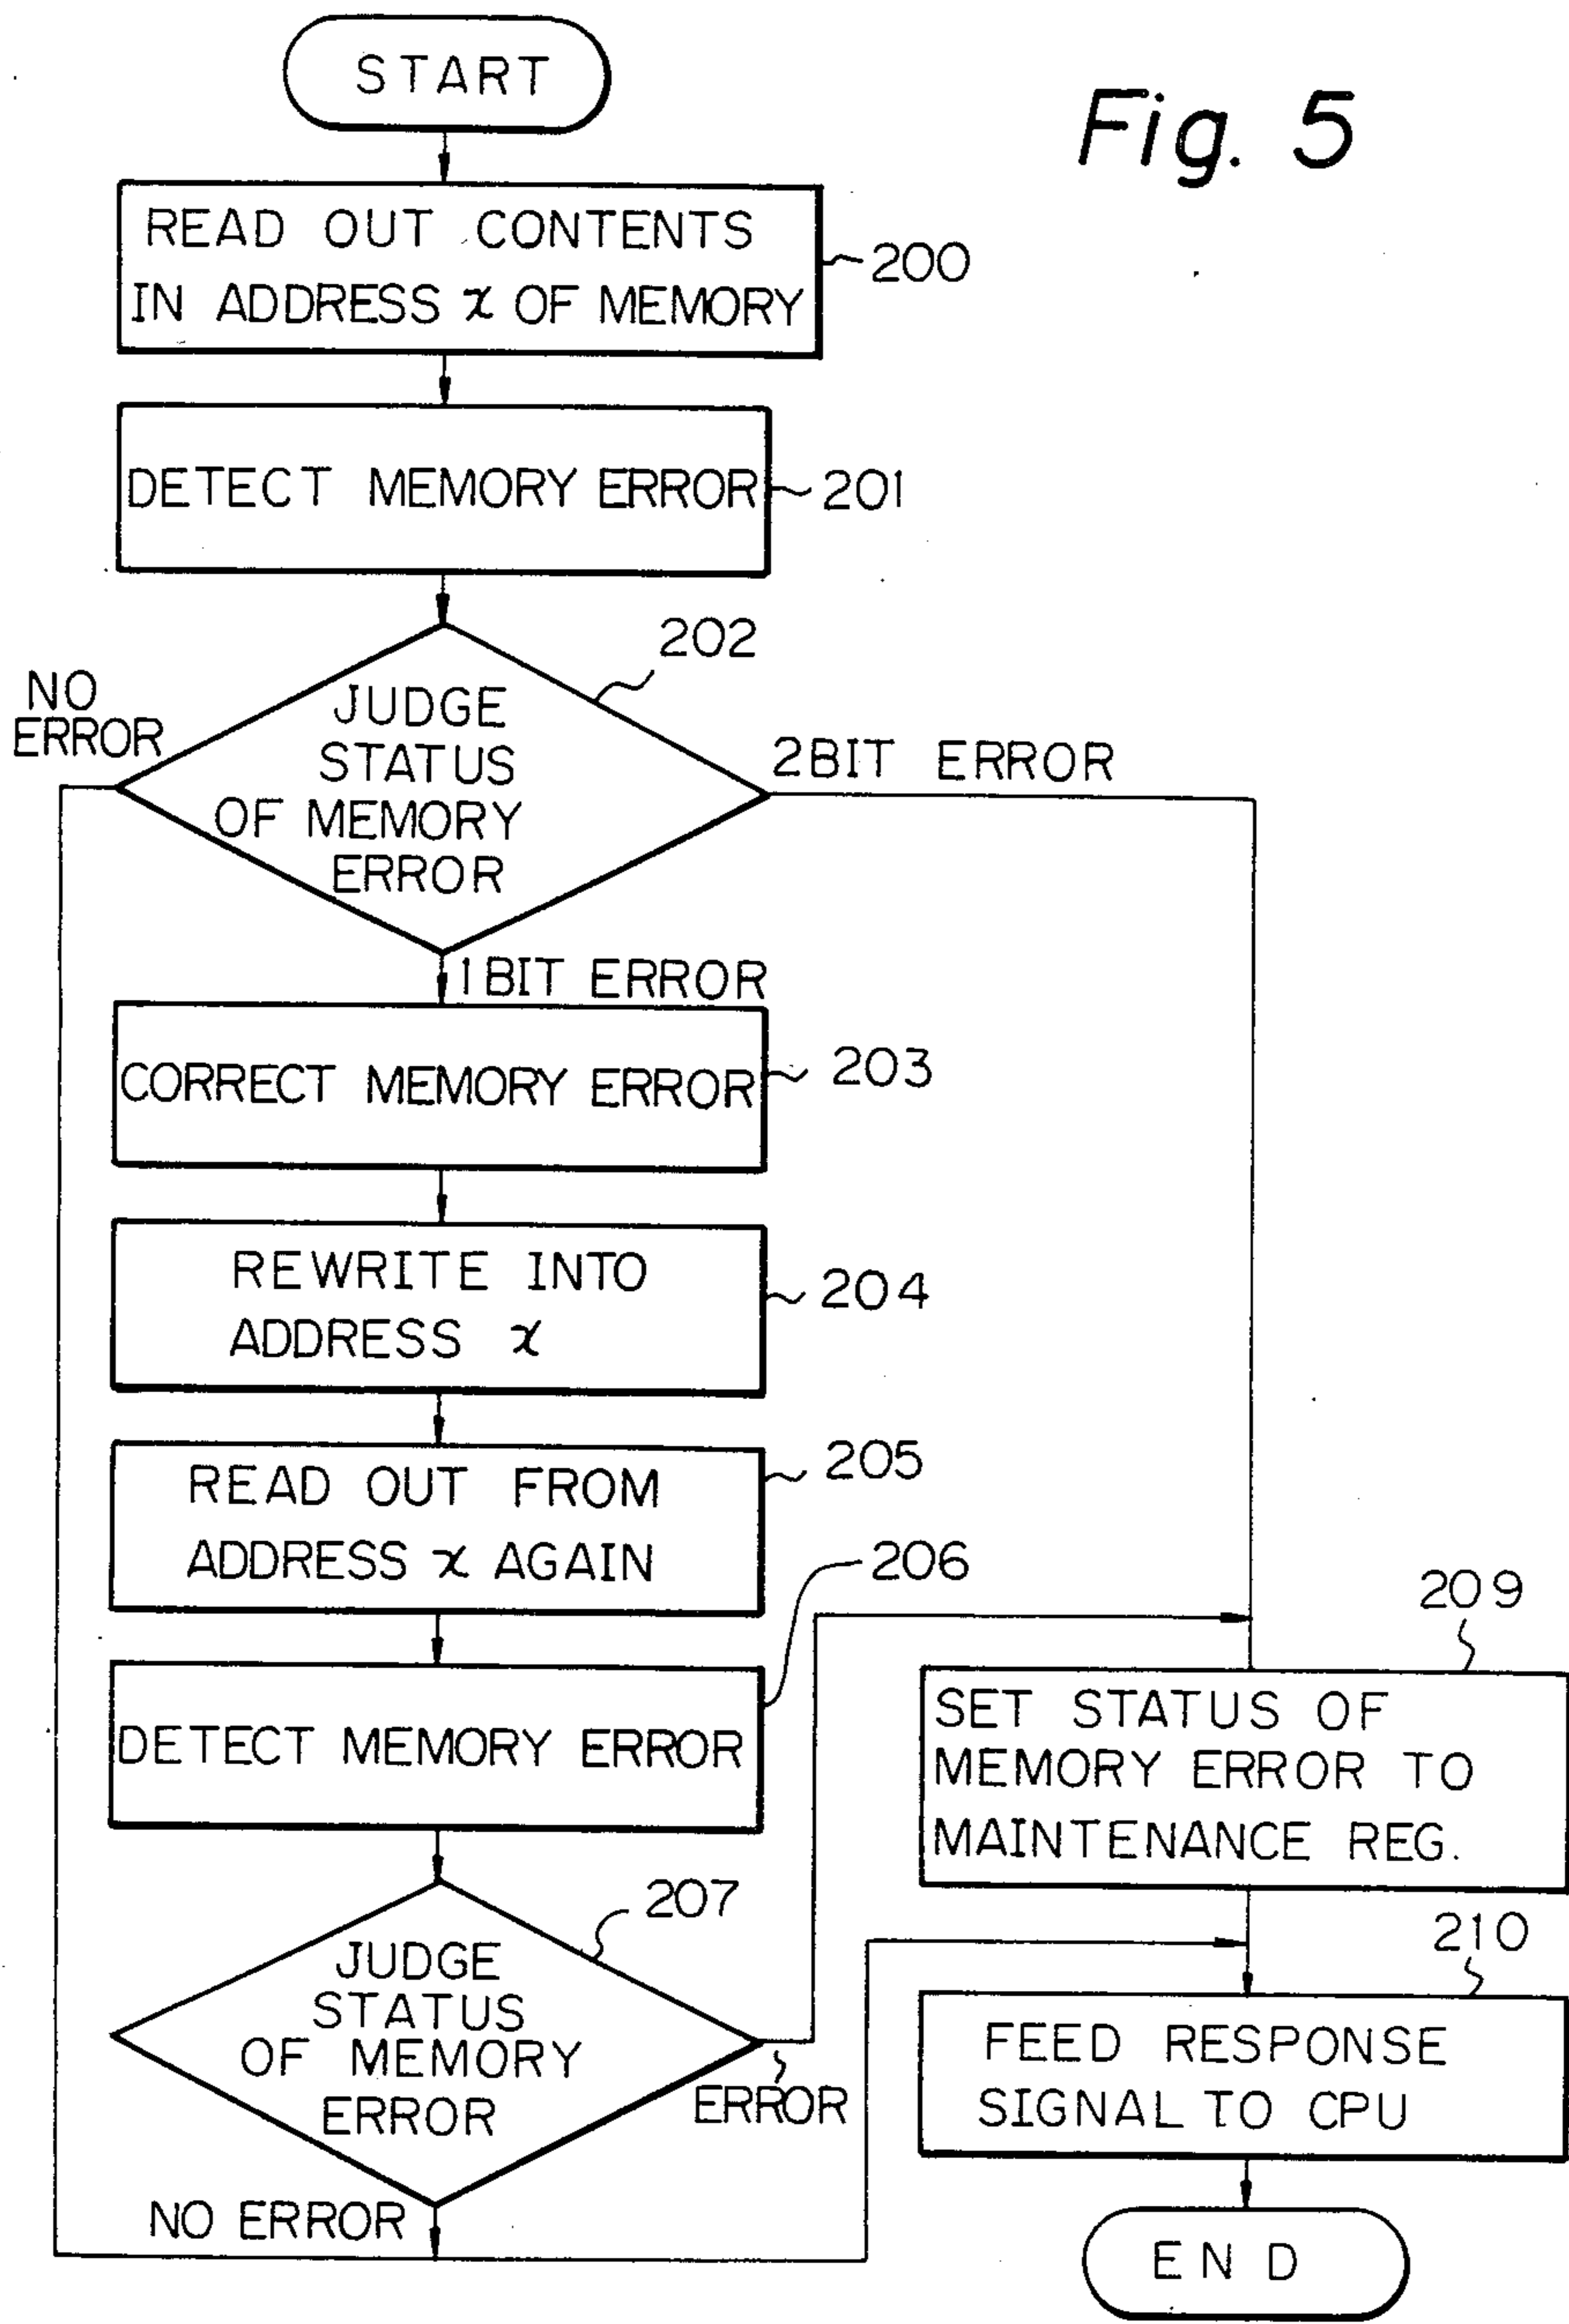 START
Fig. 5
READ OUT CONTENTS
IN ADDRESS x OF MEMORY
200
DETECT MEMORY ERROR
201
202
NO
ERROR
JUDGE
STATUS
OF MEMORY
ERROR
2BIT ERROR
1BIT ERROR
CORRECT MEMORY ERROR
203
REWRITE INTO
ADDRESS x
204
READ OUT FROM
ADDRESS x AGAIN
205
206
DETECT MEMORY ERROR
207
JUDGE
STATUS
OF MEMORY
ERROR
ERROR
NO ERROR
209
SET STATUS OF
MEMORY ERROR TO
MAINTENANCE REG.
210
FEED RESPONSE
SIGNAL TO CPU
END